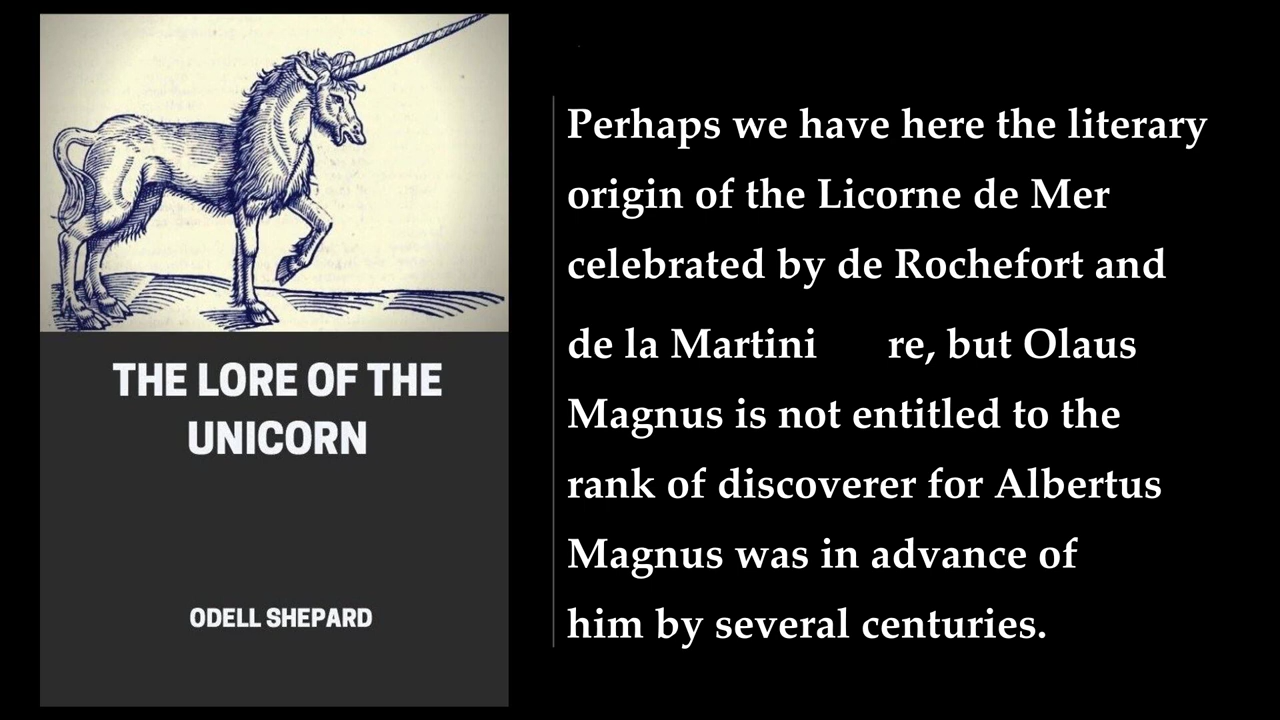 THE LORE OF THE
UNICORN
ODELL SHEPARD
Perhaps we have here the literary
origin of the Licorne de Mer
celebrated by de Rochefort and
de la Martini re, but Olaus
Magnus is not entitled to the
rank of discoverer for Albertus
Magnus was in advance of
him by several centuries.